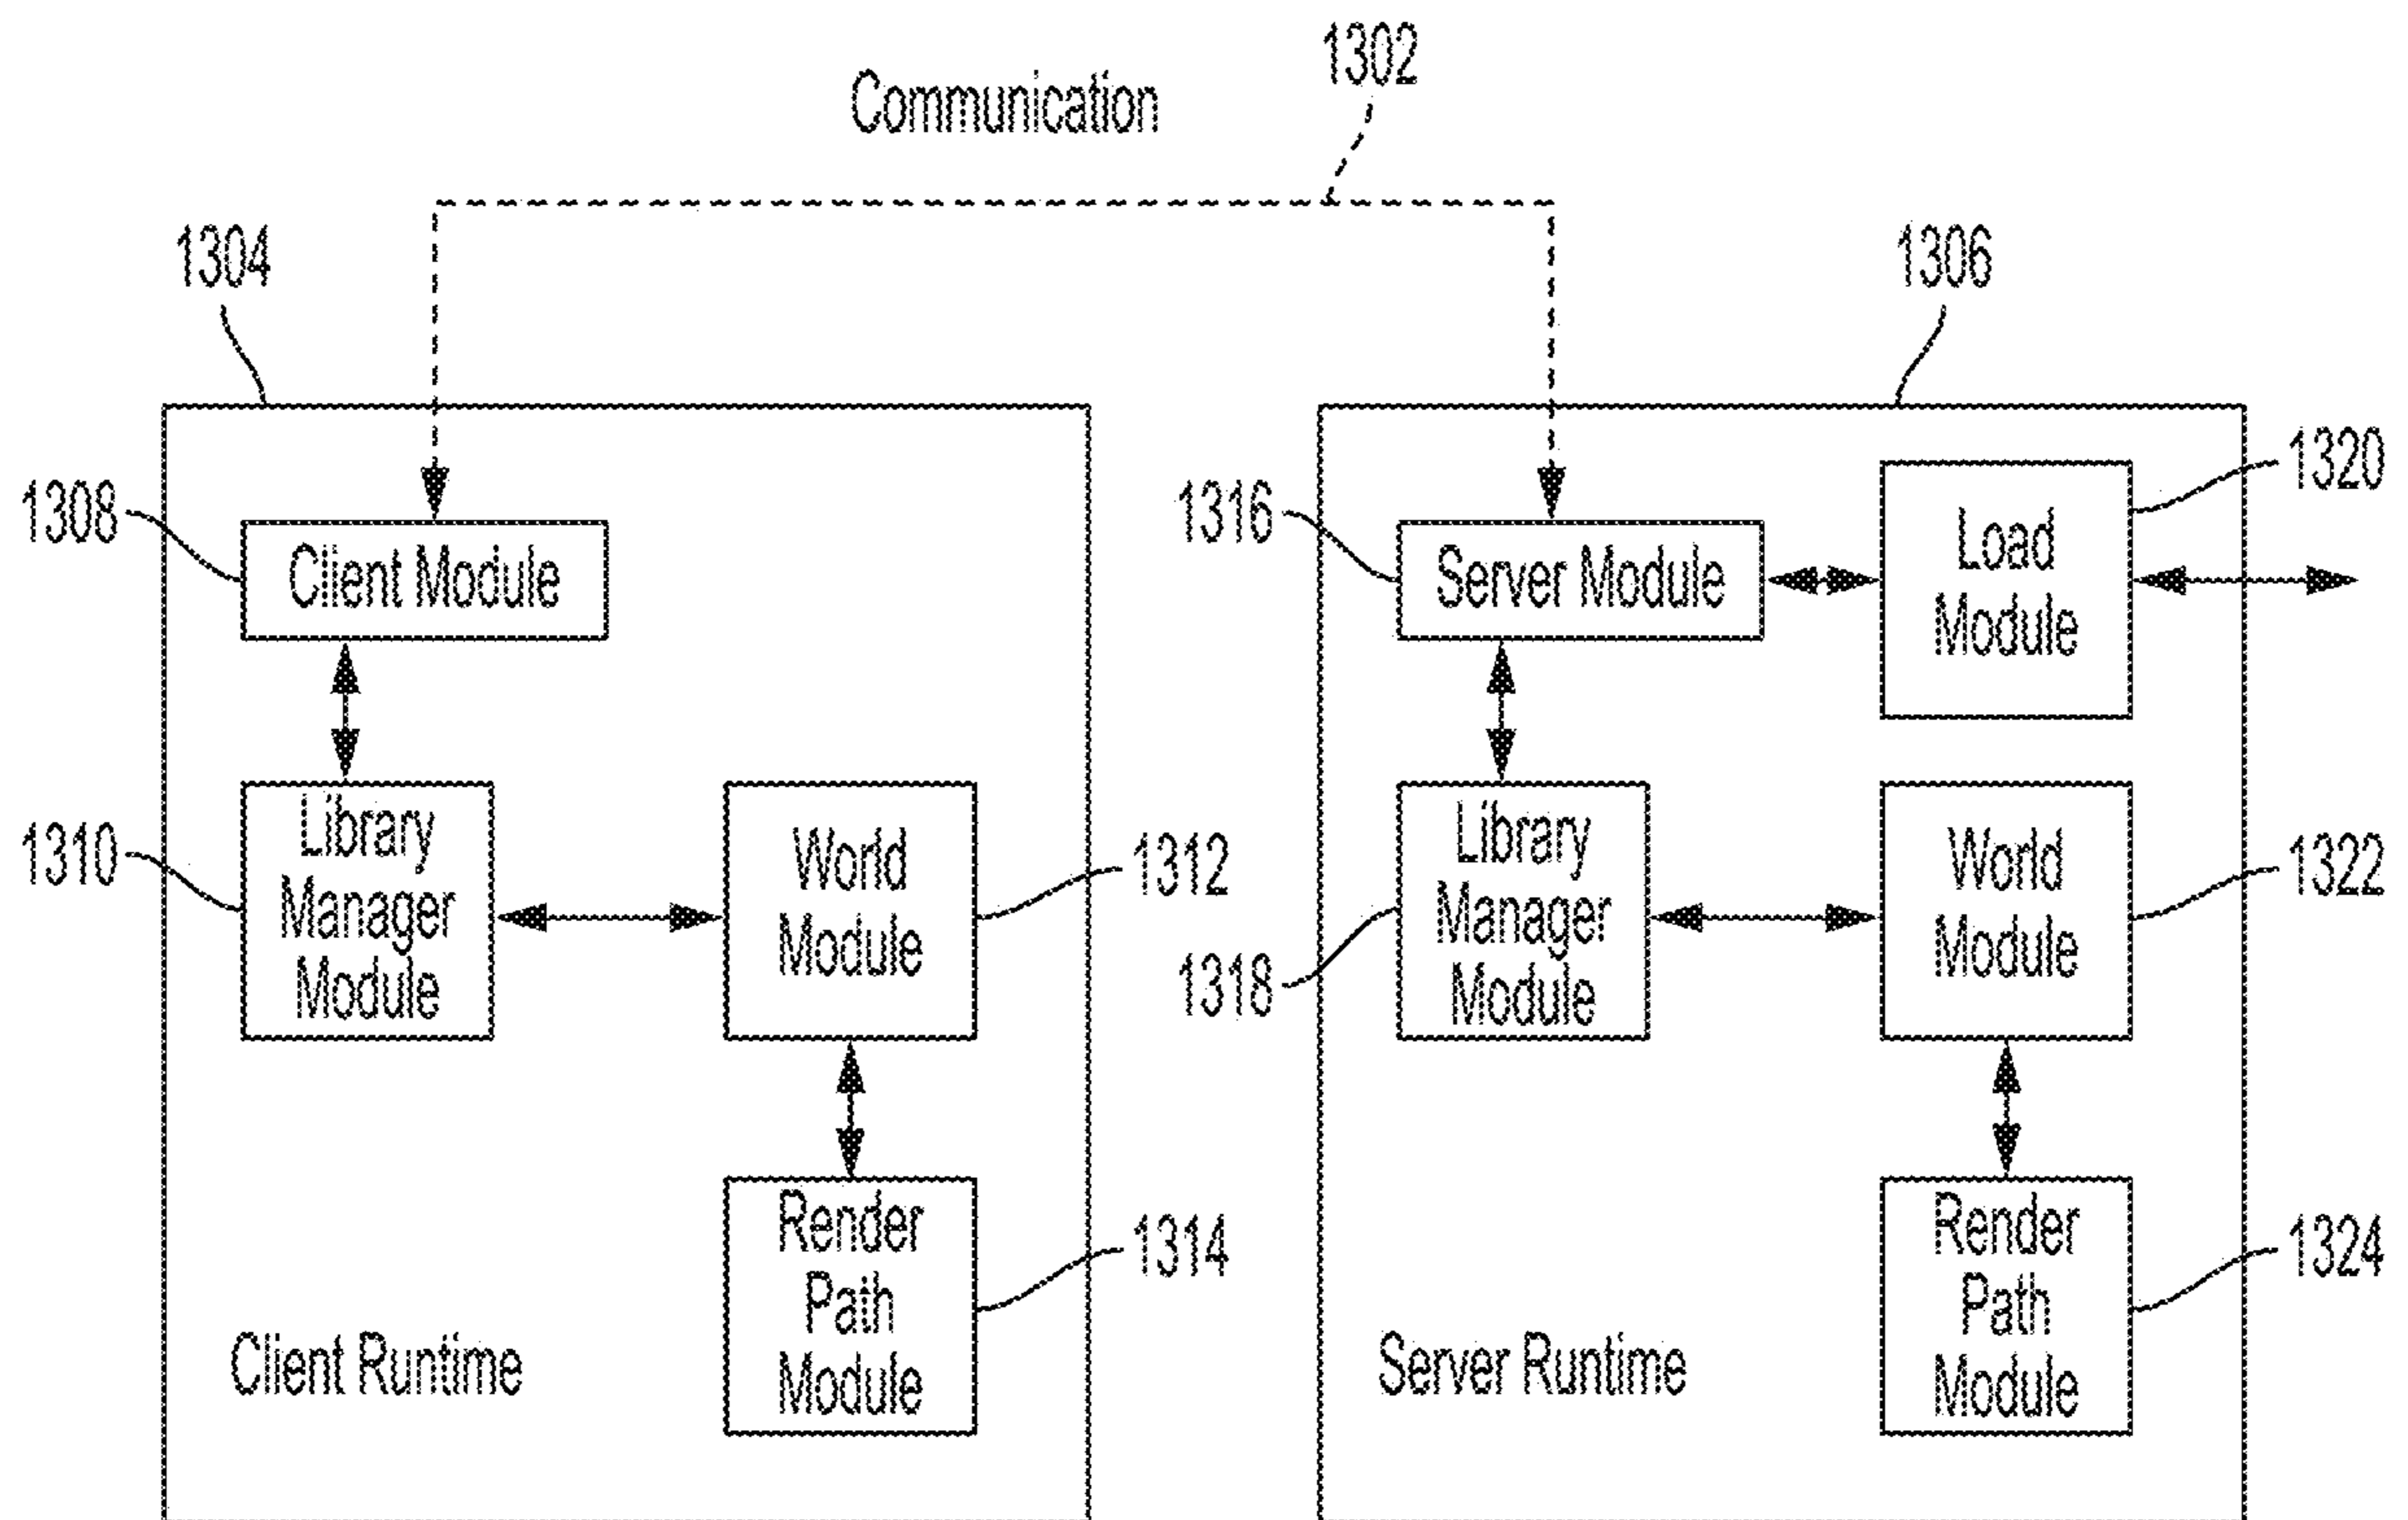 1302
Communication
1304
1306
1308
Client Module
1316
Server Module
Load
Module
1320
1310
Library
Manager
Module
World
Module
1312
1318
Library
Manager
Module
World
Module
1322
Render
Path
Module
1314
Render
Path
Module
1324
Client Runtime
Server Runtime